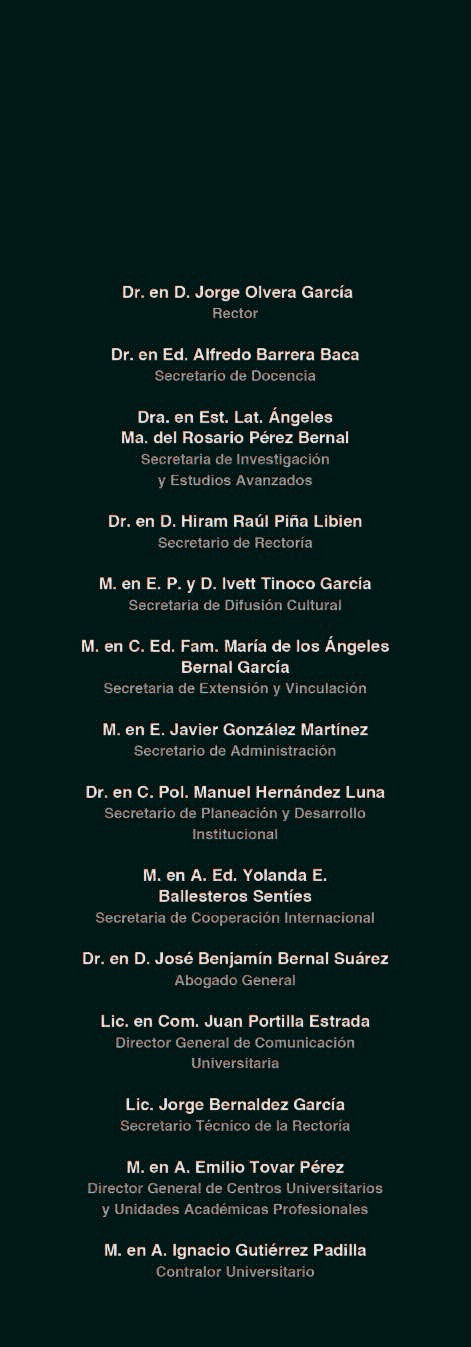 Dr. en D. Jorge Olvera García
Rector
Dr. en Ed. Alfredo Barrera Baca
Secretario de Docencia
Dra. en Est. Lat. Ángeles
Ma. del Rosario Pérez Bernal
Secretaria de Investigación
y Estudios Avanzados
Dr. en D. Hiram Raúl Piña Libien
Secretario de Rectoría
M. en E. P. y D. Ivett Tinoco García
Secretaria de Difusión Cultural
M. en C. Ed. Fam. María de los Ángeles
Bernal García
Secretaria de Extensión y Vinculación
M. en E. Javier González Martínez
Secretario de Administración
Dr. en C. Pol. Manuel Hernández Luna
Secretario de Planeación y Desarrollo
Institucional
M. en A. Ed. Yolanda E.
Ballesteros Sentíes
Secretaria de Cooperación Internacional
Dr. en D. José Benjamín Bernal Suárez
Abogado General
Lic. en Com. Juan Portilla Estrada
Director General de Comunicación
Universitaria
Lic. Jorge Bernaldez García
Secretario Técnico de la Rectoría
M. en A. Emilio Tovar Pérez
Director General de Centros Universitarios
y Unidades Académicas Profesionales
M. en A. Ignacio Gutiérrez Padilla
Contralor Universitario